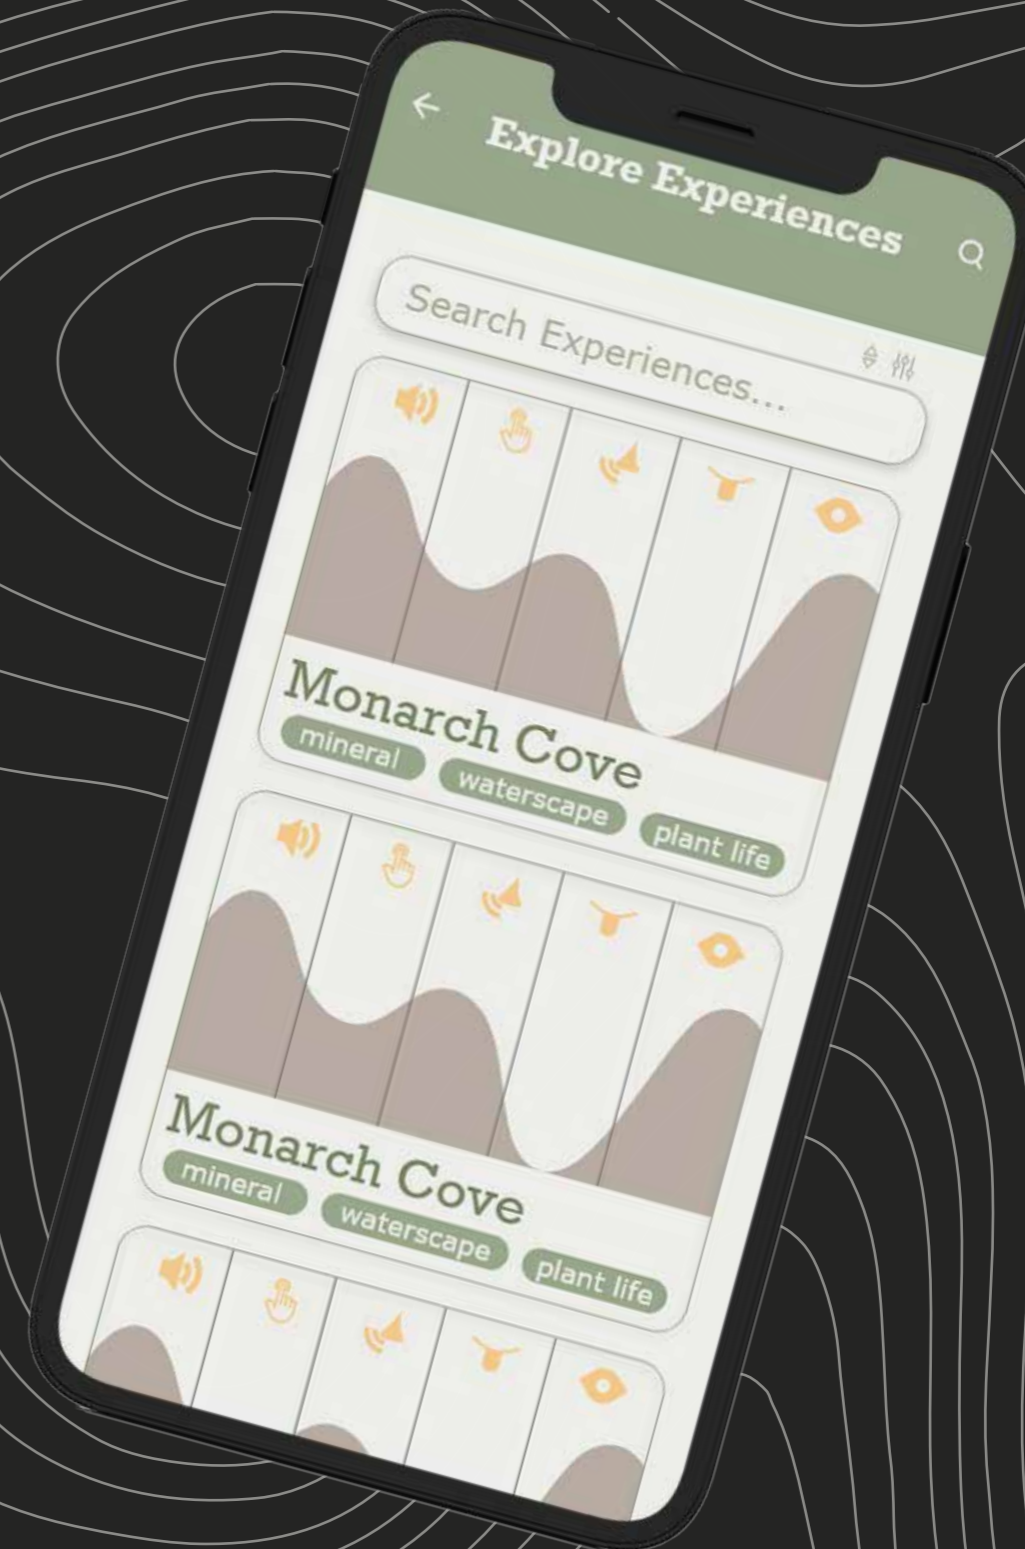 Explore Experiences
Search Experiences...
Monarch Cove
mineral waterscape plant life
Monarch Cove
mineral waterscape plant life